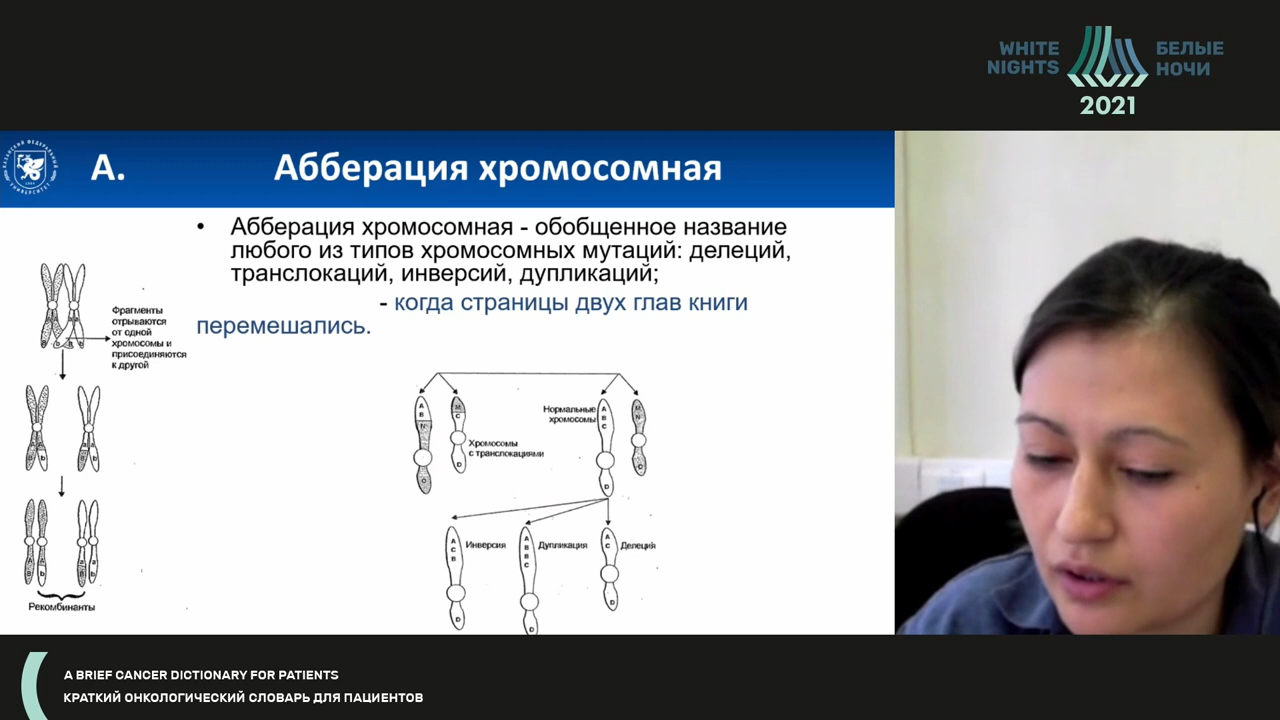 WHITE
NIGHTS
БЕЛЫЕ
НОЧИ
2021
А.
Абберация хромосомная
• Абберация хромосомная - обобщенное название
любого из типов хромосомных мутаций: делеций,
транслокаций, инверсий, дупликаций;
- когда страницы двух глав книги
перемешались.
Фрагменты
отрываются
от одной
хромосомы и
присоединяются
к другой
Рекомбинанты
Хромосомы
с транслокациями
Нормальные
хромосомы
Инверсия
Дупликация
Делеция
A BRIEF CANCER DICTIONARY FOR PATIENTS
КРАТКИЙ ОНКОЛОГИЧЕСКИЙ СЛОВАРЬ ДЛЯ ПАЦИЕНТОВ